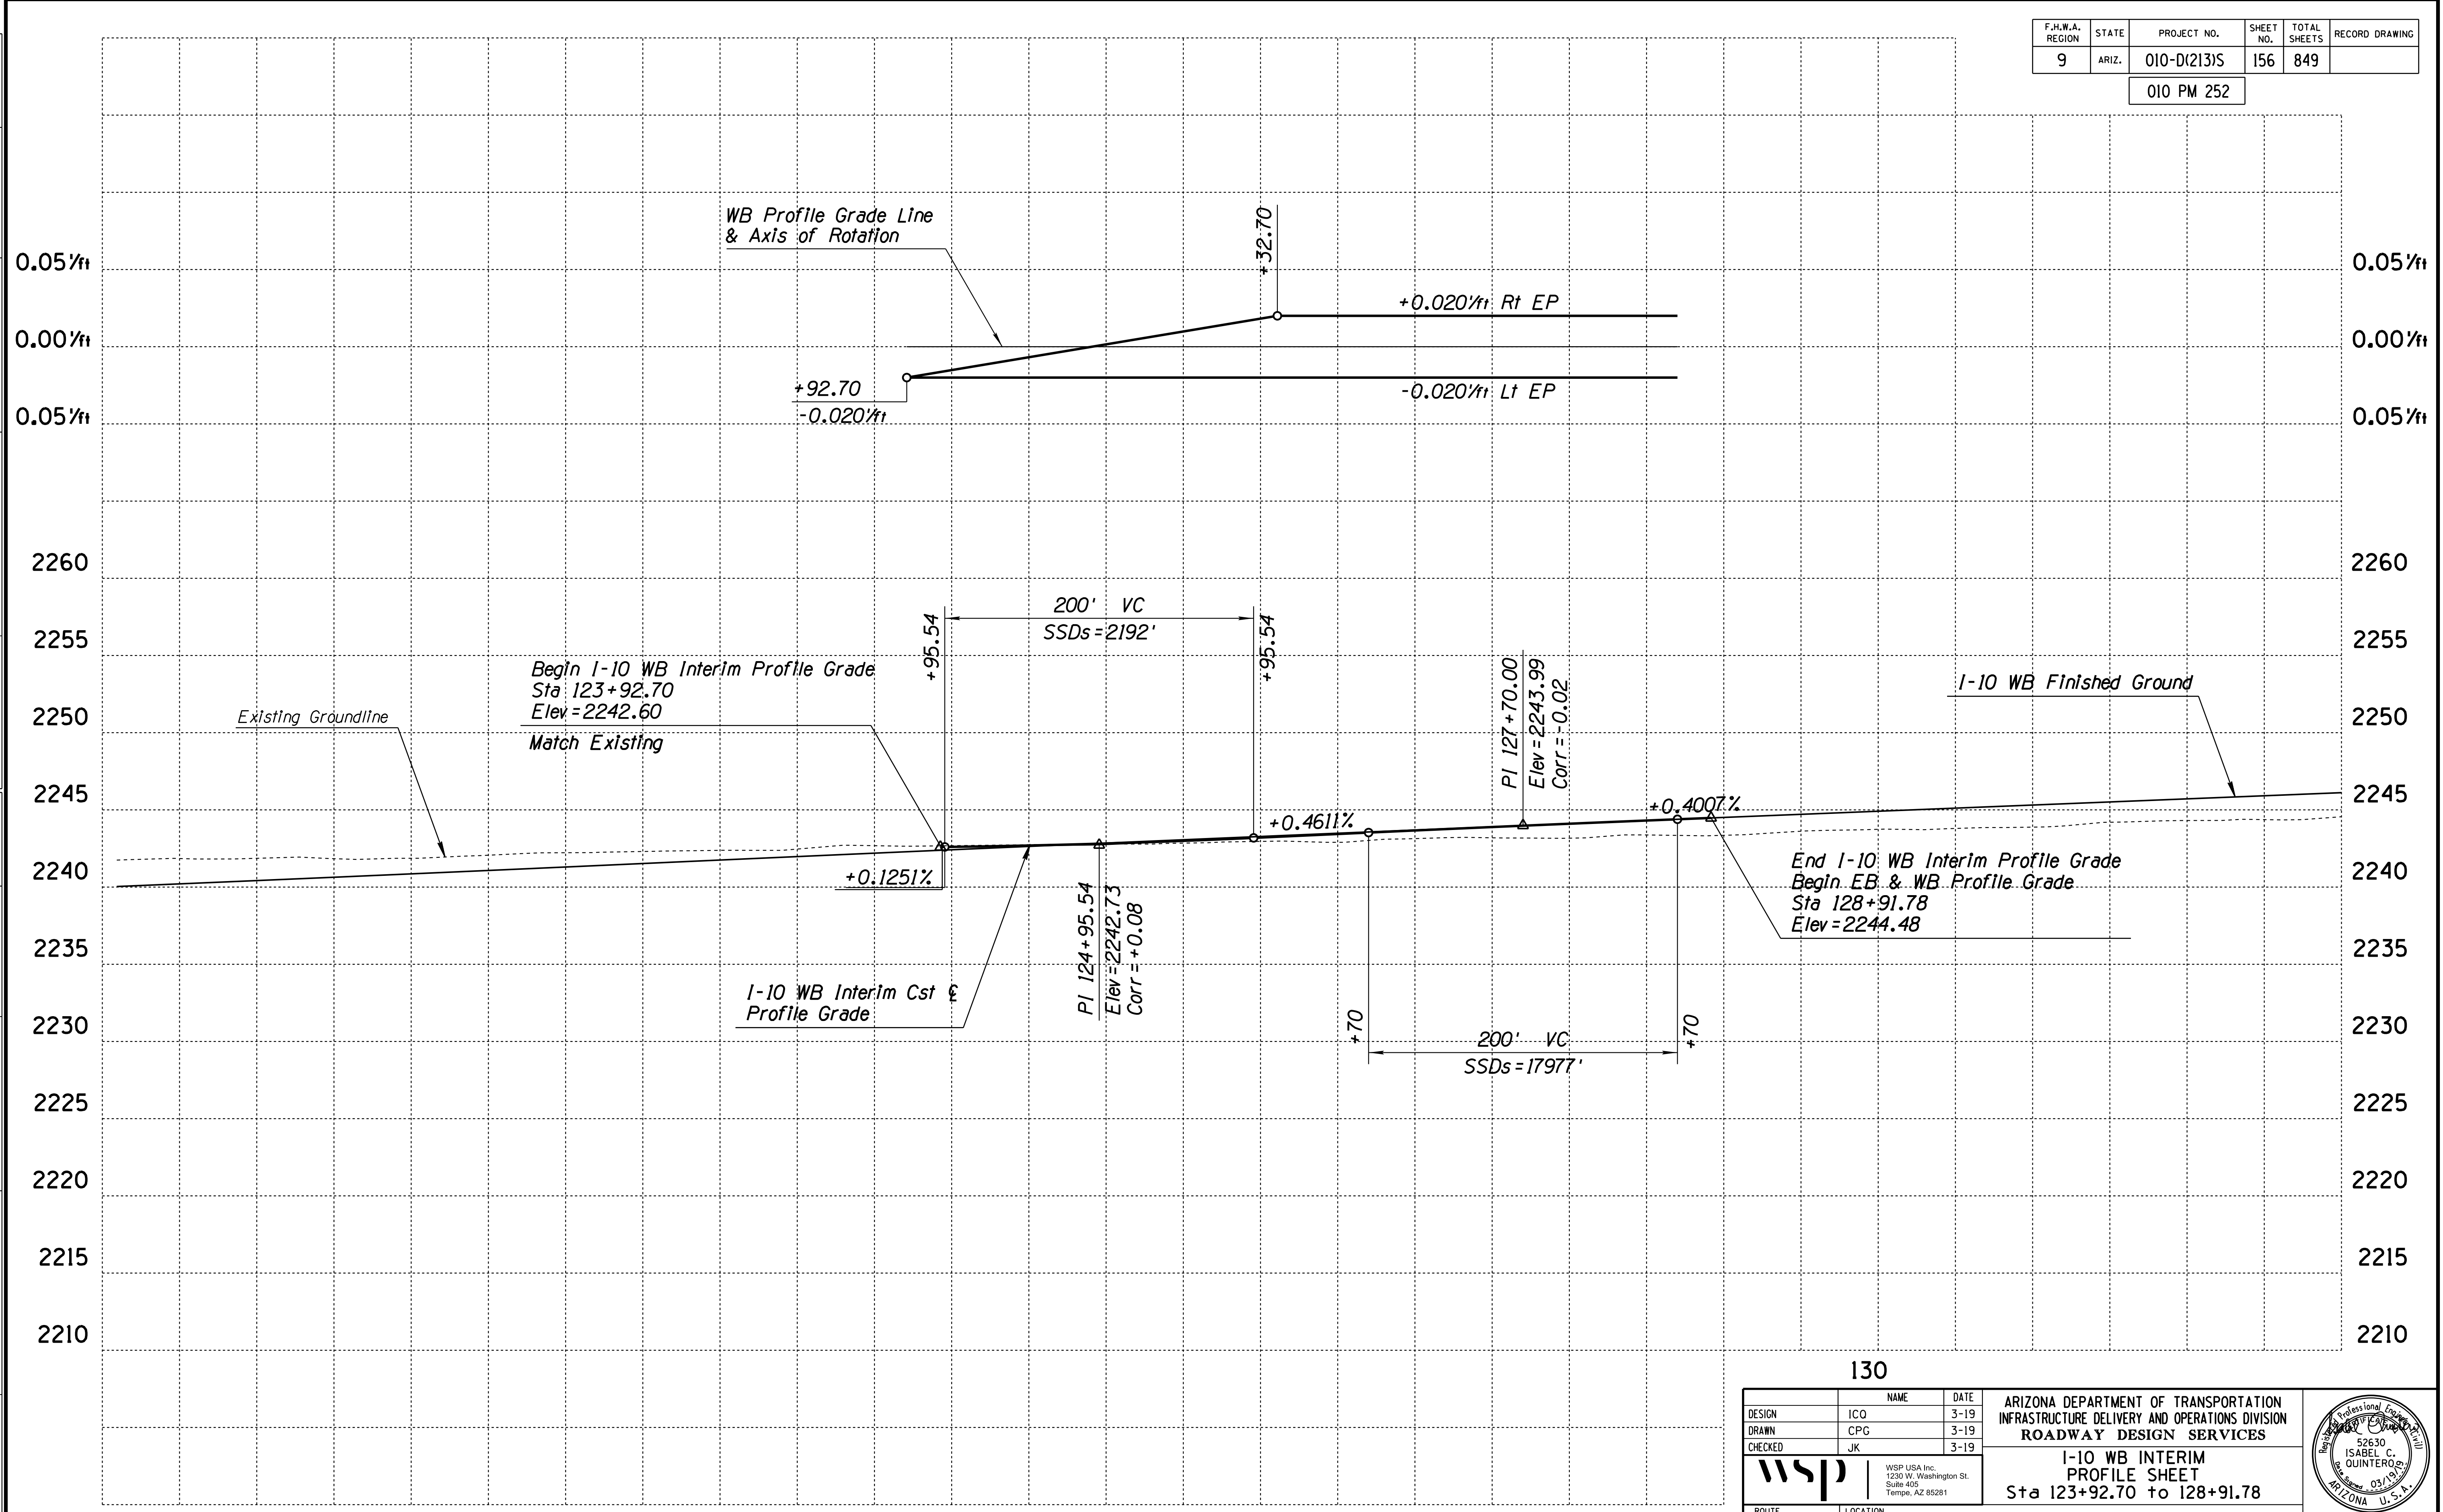 F.H.W.A. REGION STATE PROJECT NO. SHEET NO. TOTAL SHEETS RECORD DRAWING
9 ARIZ. 010-D(213)S 156 849
010 PM 252
WB Profile Grade Line
& Axis of Rotation
+32.70
0.05'/ft
0.05'/ft
+0.020'/ft Rt EP
0.00'/ft
0.00'/ft
+92.70
-0.020'/ft
-0.020'/ft Lt EP
0.05'/ft
0.05'/ft
2260
2260
200' VC
SSDs=2192'
+95.54
+95.54
2255
2255
Begin I-10 WB Interim Profile Grade
Sta 123+92.70
Elev=2242.60
Match Existing
PI 127+70.00
Elev=2243.99
Corr=-0.02
I-10 WB Finished Ground
Existing Groundline
2250
2250
2245
2245
+0.4611%
+0.4007%
2240
2240
+0.1251%
End I-10 WB Interim Profile Grade
Begin EB & WB Profile Grade
Sta 128+91.78
Elev=2244.48
PI 124+95.54
Elev=2242.73
Corr=+0.08
2235
2235
I-10 WB Interim Cst ℄
Profile Grade
2230
2230
+70
+70
200' VC
SSDs=17977'
2225
2225
2220
2220
2215
2215
2210
2210
130
NAME DATE
DESIGN ICQ 3-19
DRAWN CPG 3-19
CHECKED JK 3-19
wsp
WSP USA Inc.
1230 W. Washington St.
Suite 405
Tempe, AZ 85281
ROUTE LOCATION
ARIZONA DEPARTMENT OF TRANSPORTATION
INFRASTRUCTURE DELIVERY AND OPERATIONS DIVISION
ROADWAY DESIGN SERVICES
I-10 WB INTERIM
PROFILE SHEET
Sta 123+92.70 to 128+91.78
Registered Professional Engineer (Civil)
52630
ISABEL C.
QUINTERO
Date Signed 03/19/19
ARIZONA U.S.A.